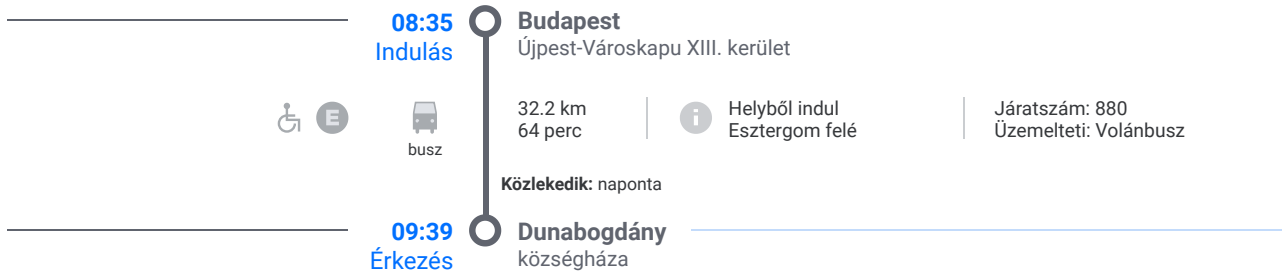 08:35
Indulás
Budapest
Újpest-Városkapu XIII. kerület
E
busz
32.2 km
64 perc
i
Helyből indul
Esztergom felé
Járatszám: 880
Üzemelteti: Volánbusz
Közlekedik: naponta
09:39
Érkezés
Dunabogdány
községháza